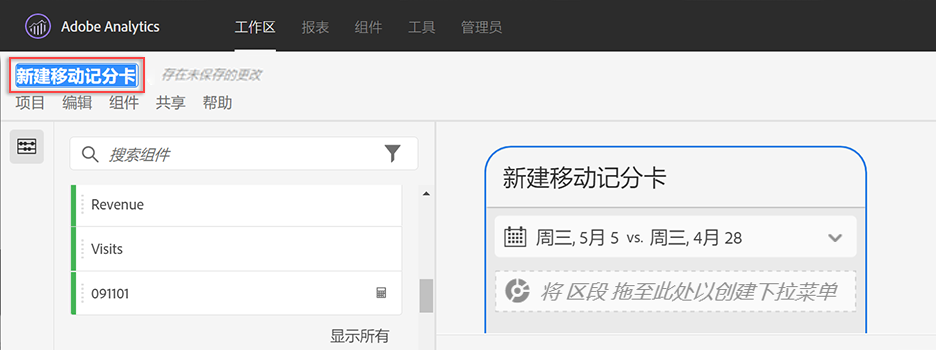 Adobe Analytics 工作区 报表 组件 工具 管理员
新建移动记分卡 存在未保存的更改
项目 编辑 组件 共享 帮助
搜索组件
Revenue
Visits
091101
显示所有
新建移动记分卡
周三, 5月 5 vs. 周三, 4月 28
将 区段 拖至此处以创建下拉菜单